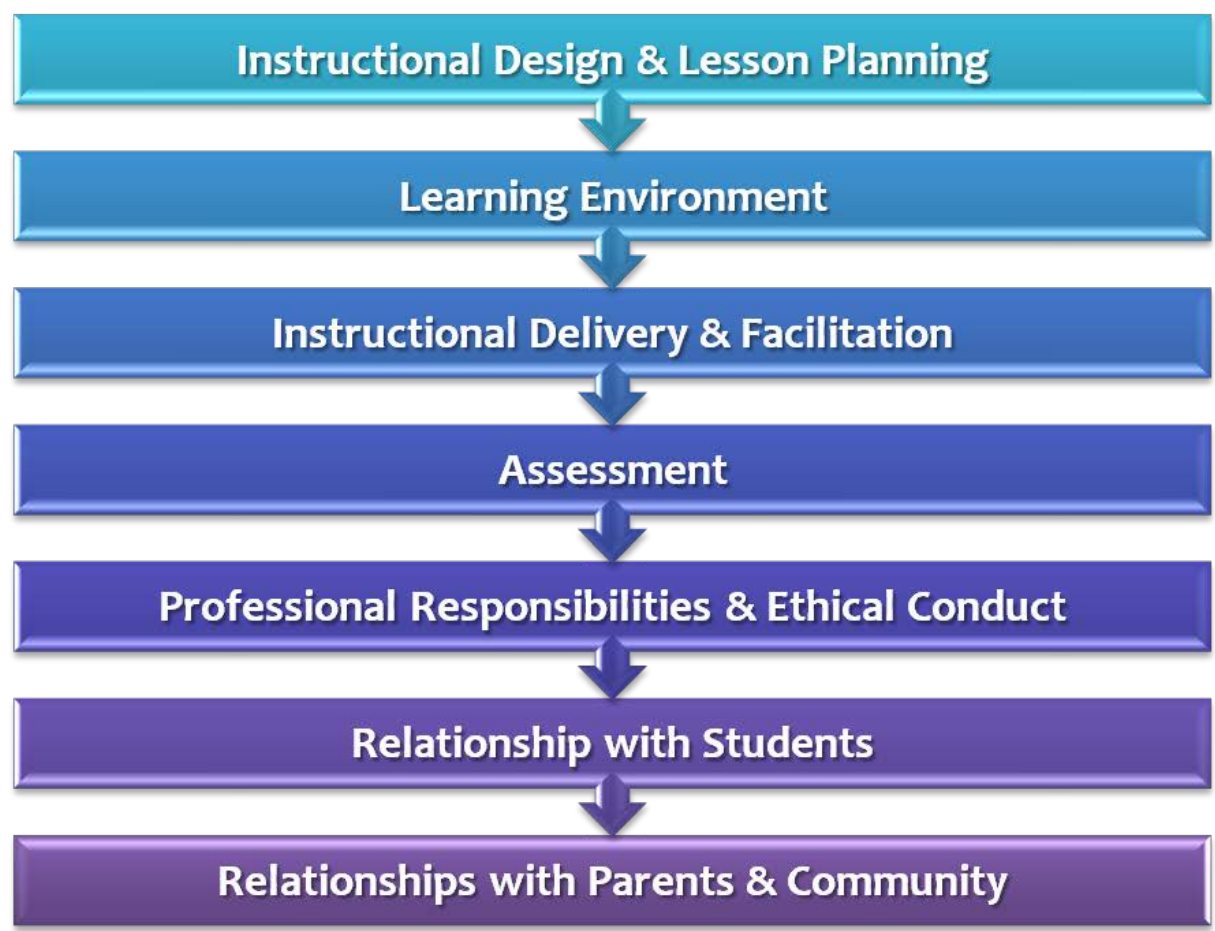 Instructional Design & Lesson Planning
Learning Environment
Instructional Delivery & Facilitation
Assessment
Professional Responsibilities & Ethical Conduct
Relationship with Students
Relationships with Parents & Community